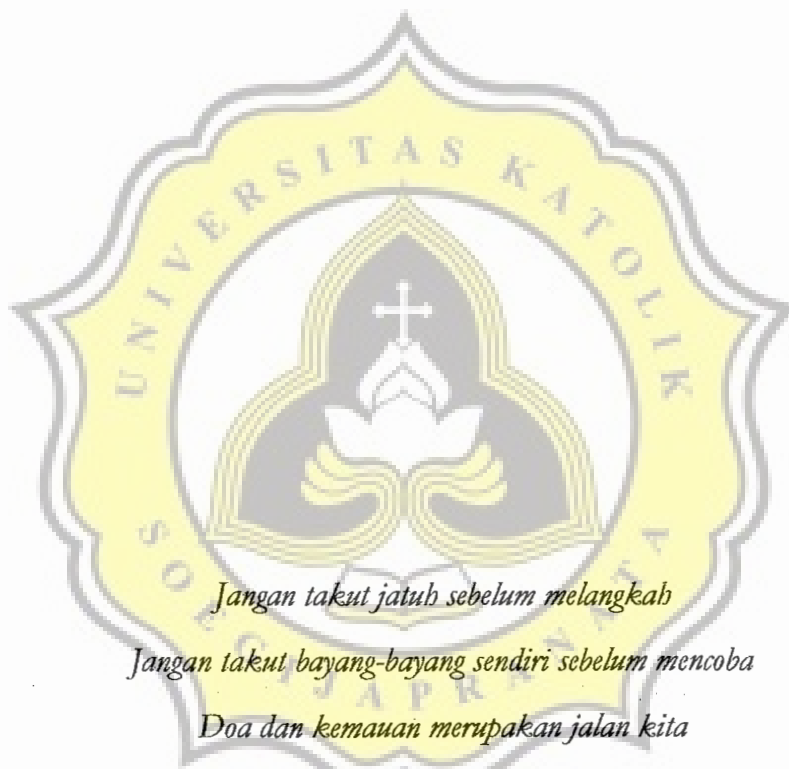 UNIVERSITAS KATOLIK
SOEGIJAPRANATA
Jangan takut jatuh sebelum melangkah
Jangan takut bayang-bayang sendiri sebelum mencoba
Doa dan kemauan merupakan jalan kita